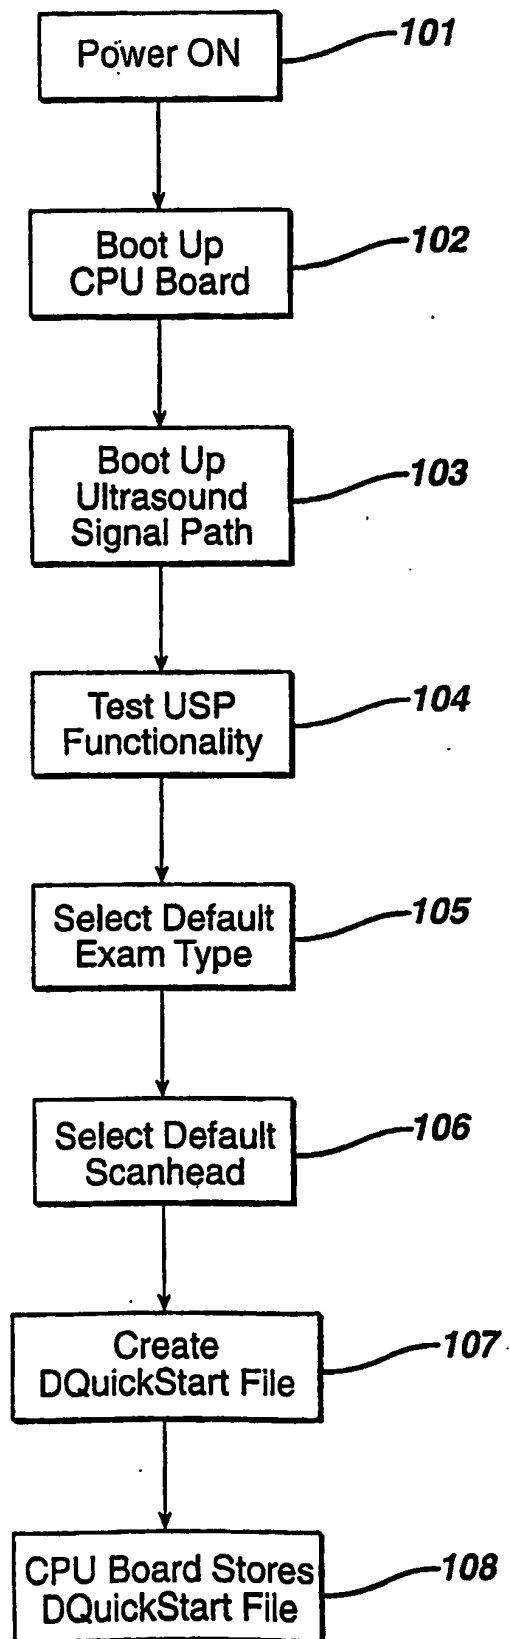 Power ON
101
Boot Up
CPU Board
102
Boot Up
Ultrasound
Signal Path
103
Test USP
Functionality
104
Select Default
Exam Type
105
Select Default
Scanhead
106
Create
DQuickStart File
107
CPU Board Stores
DQuickStart File
108